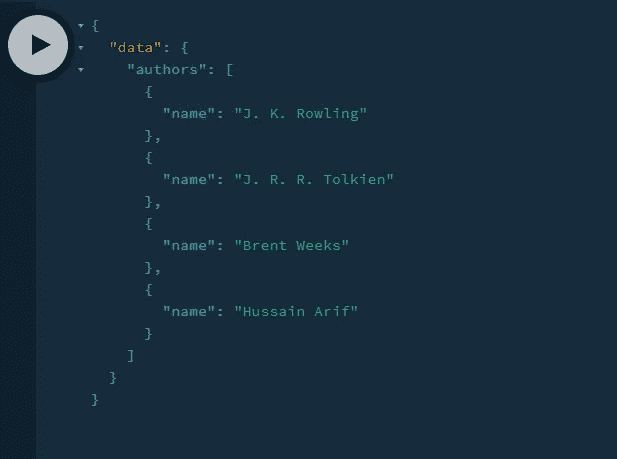 {
"data": {
"authors": [
{
"name": "J. K. Rowling"
},
{
"name": "J. R. R. Tolkien"
},
{
"name": "Brent Weeks"
},
{
"name": "Hussain Arif"
}
]
}
}